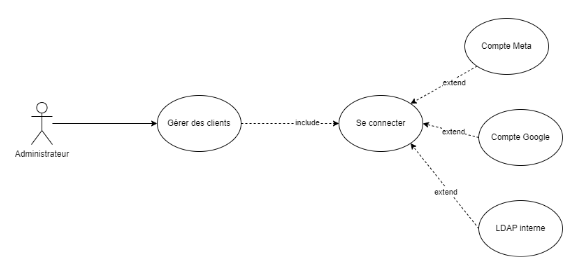 Compte Meta
extend
Gérer des clients
include
Se connecter
extend
Compte Google
Administrateur
extend
LDAP interne